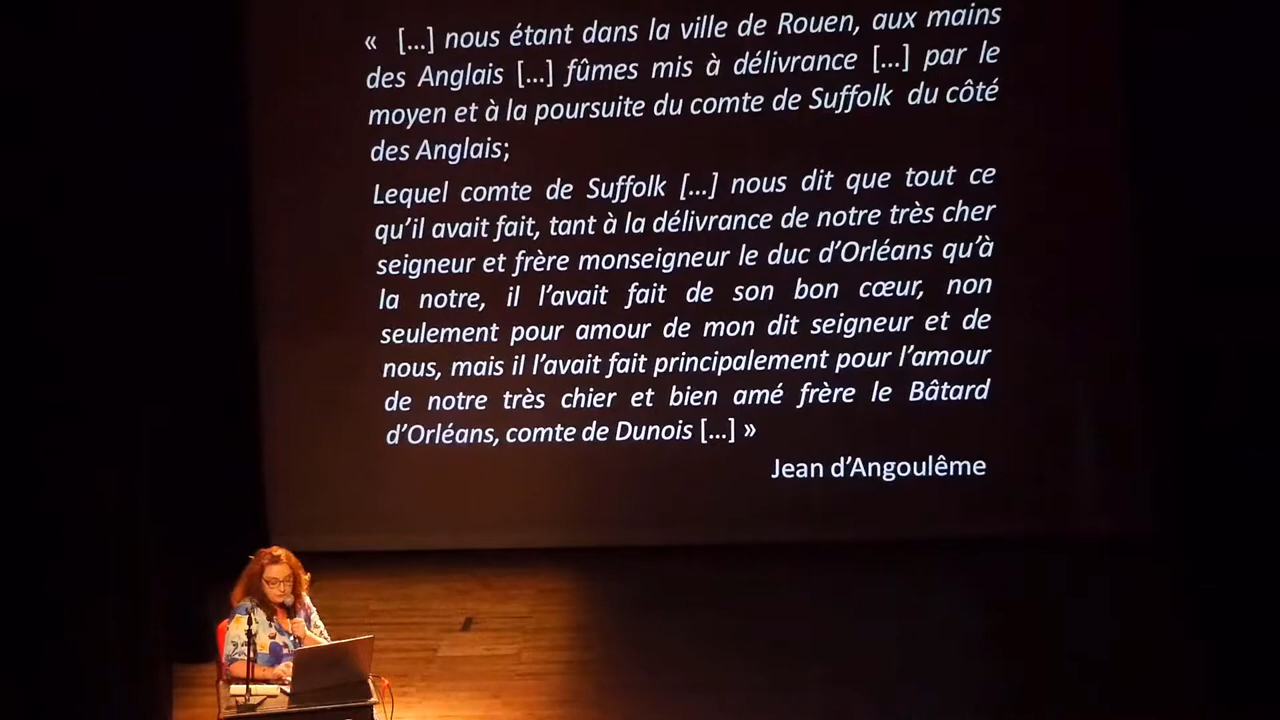 « […] nous étant dans la ville de Rouen, aux mains
des Anglais […] fûmes mis à délivrance […] par le
moyen et à la poursuite du comte de Suffolk du côté
des Anglais;
Lequel comte de Suffolk […] nous dit que tout ce
qu’il avait fait, tant à la délivrance de notre très cher
seigneur et frère monseigneur le duc d’Orléans qu’à
la notre, il l’avait fait de son bon cœur, non
seulement pour amour de mon dit seigneur et de
nous, mais il l’avait fait principalement pour l’amour
de notre très chier et bien amé frère le Bâtard
d’Orléans, comte de Dunois […] »
Jean d’Angoulême